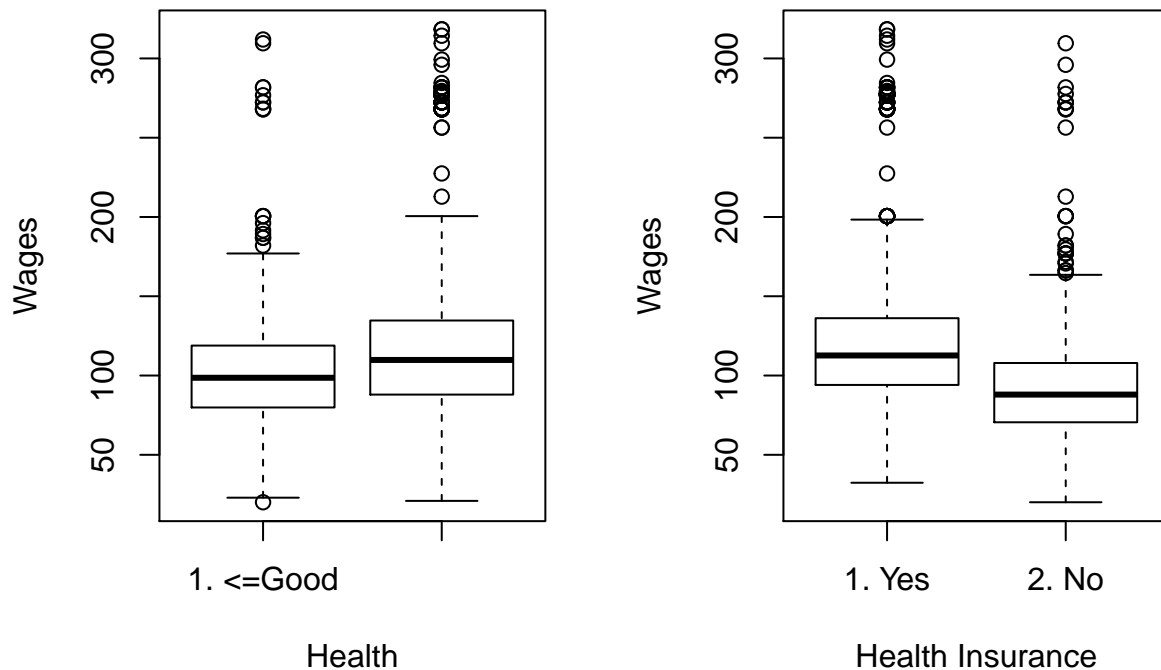 Wages
300
200
100
50
1. <=Good
Health
Wages
300
200
100
50
1. Yes
2. No
Health Insurance